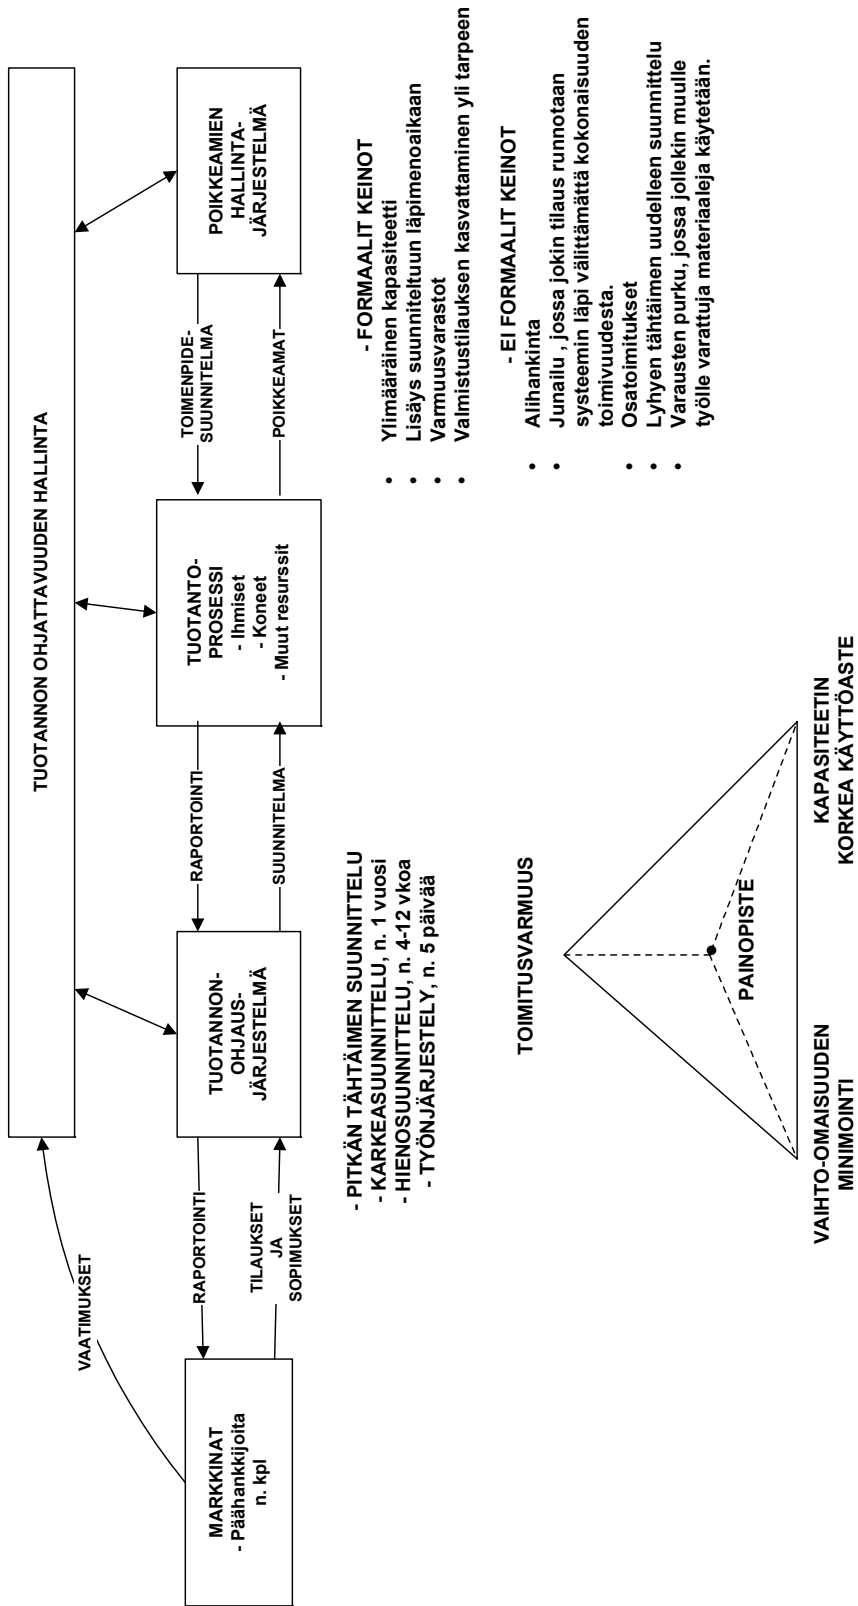 TUOTANNON OHJATTAVUUDEN HALLINTA
VAATIMUKSET
MARKKINAT
- Päähankkijoita
n. kpl
RAPORTOINTI
TILAUKSET
JA
SOPIMUKSET
TUOTANNON-
OHJAUS-
JÄRJESTELMÄ
RAPORTOINTI
SUUNNITELMA
TUOTANTO-
PROSESSI
- Ihmiset
- Koneet
- Muut resurssit
TOIMENPIDE-
SUUNNITELMA
POIKKEAMAT
POIKKEAMIEN
HALLINTA-
JÄRJESTELMÄ
- PITKÄN TÄHTÄIMEN SUUNNITTELU
- KARKEASUUNNITTELU, n. 1 vuosi
- HIENOSUUNNITTELU, n. 4-12 vkoa
- TYÖNJÄRJESTELY, n. 5 päivää
- FORMAALIT KEINOT
• Ylimääräinen kapasiteetti
• Lisäys suunniteltuun läpimenoaikaan
• Varmuusvarastot
• Valmistustilauksen kasvattaminen yli tarpeen
- EI FORMAALIT KEINOT
• Alihankinta
• Junailu , jossa jokin tilaus runnotaan
systeemin läpi välittämättä kokonaisuuden
toimivuudesta.
• Osatoimitukset
• Lyhyen tähtäimen uudelleen suunnittelu
• Varausten purku, jossa jollekin muulle
työlle varattuja materiaaleja käytetään.
TOIMITUSVARMUUS
PAINOPISTE
VAIHTO-OMAISUUDEN
MINIMOINTI
KAPASITEETIN
KORKEA KÄYTTÖASTE